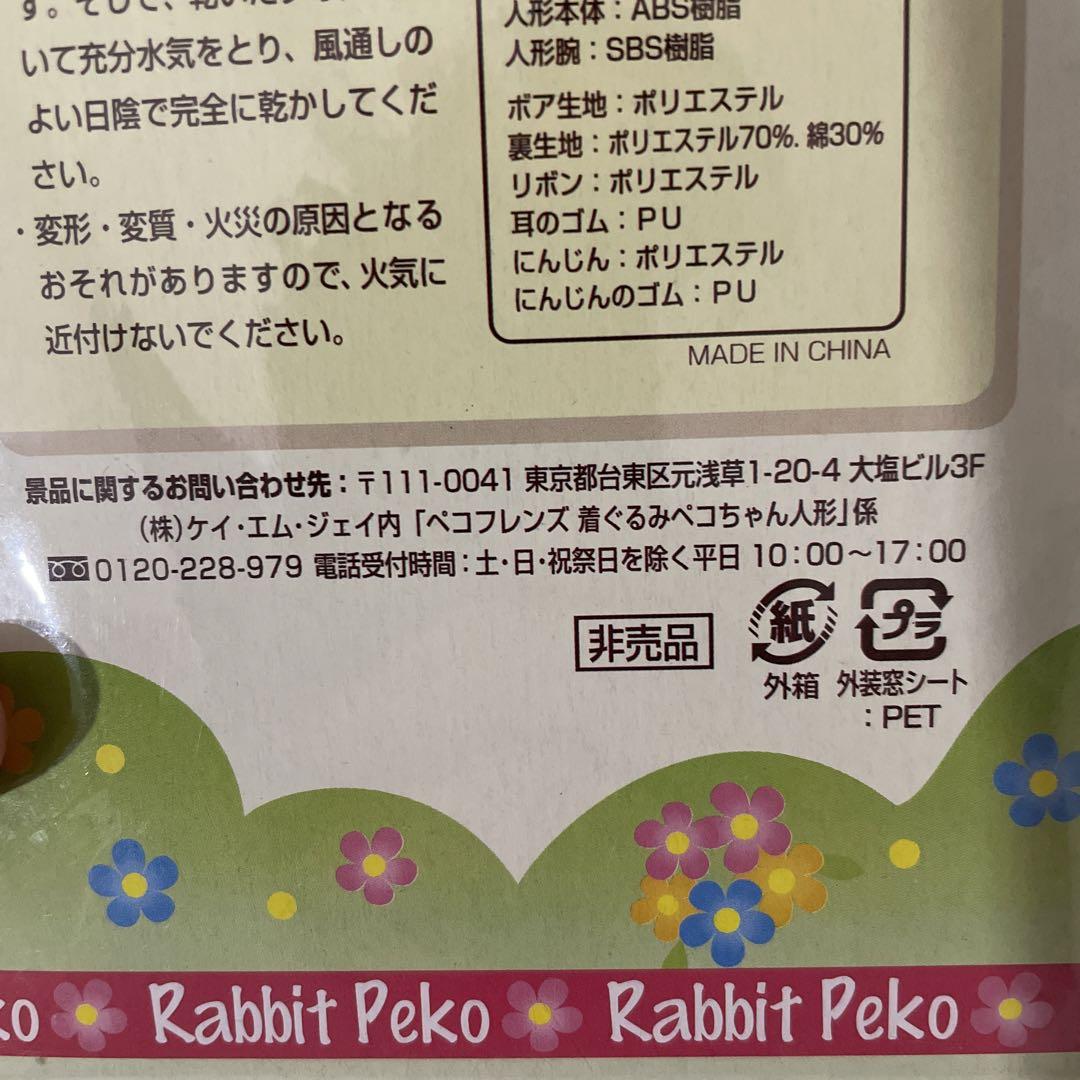 いて充分水気をとり、風通しの
よい日陰で完全に乾かしてくだ
さい。
・変形・変質・火災の原因となる
おそれがありますので、火気に
近付けないでください。
人形本体：ABS樹脂
人形腕：SBS樹脂
ボア生地：ポリエステル
裏生地：ポリエステル70%. 綿30%
リボン：ポリエステル
耳のゴム：PU
にんじん：ポリエステル
にんじんのゴム：PU
MADE IN CHINA
景品に関するお問い合わせ先：〒111-0041 東京都台東区元浅草1-20-4 大塩ビル3F
(株)ケイ・エム・ジェイ内 「ペコフレンズ 着ぐるみペコちゃん人形」係
0120-228-979 電話受付時間：土・日・祝祭日を除く平日 10：00～17：00
非売品
紙
プラ
外箱
外装窓シート
：PET
ko Rabbit Peko Rabbit Peko